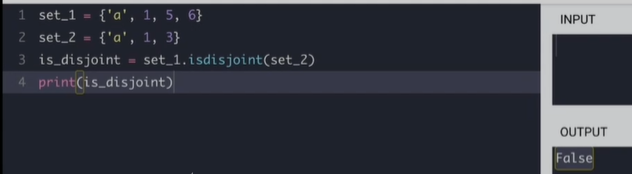 1 set_1 = {'a', 1, 5, 6}
2 set_2 = {'a', 1, 3}
3 is_disjoint = set_1.isdisjoint(set_2)
4 print(is_disjoint)
INPUT
OUTPUT
False